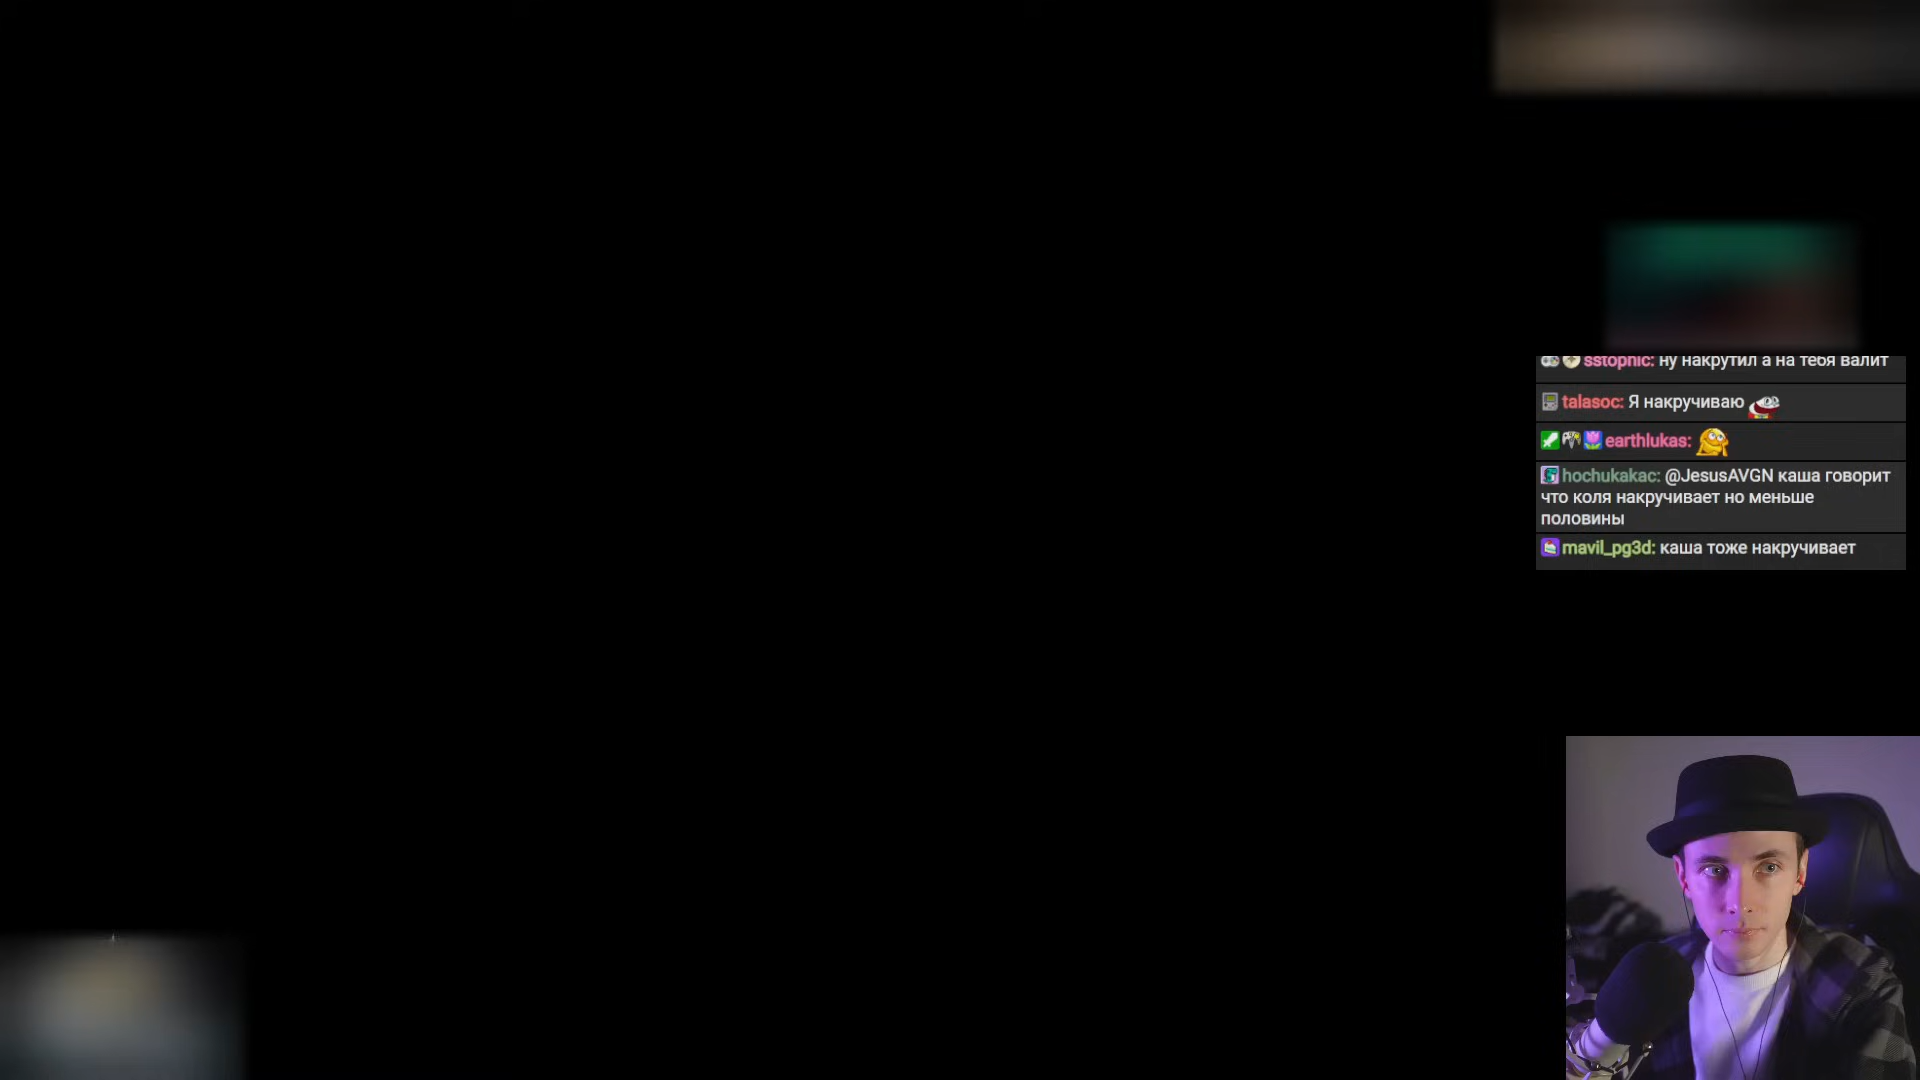 sstophic: ну накрутил а на тебя валит
talasoc: Я накручиваю
earthlukas:
hochukakac: @JesusAVGN каша говорит
что коля накручивает но меньше
половины
mavil_pg3d: каша тоже накручивает